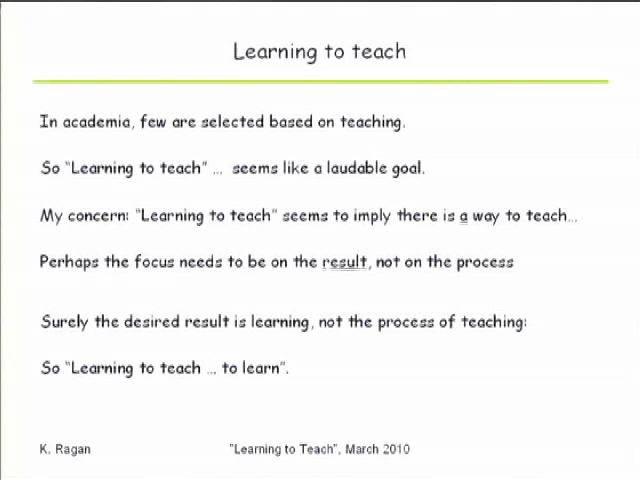 Learning to teach
In academia, few are selected based on teaching.
So "Learning to teach" ... seems like a laudable goal.
My concern: "Learning to teach" seems to imply there is a way to teach...
Perhaps the focus needs to be on the result, not on the process
Surely the desired result is learning, not the process of teaching:
So "Learning to teach ... to learn".
K. Ragan "Learning to Teach", March 2010